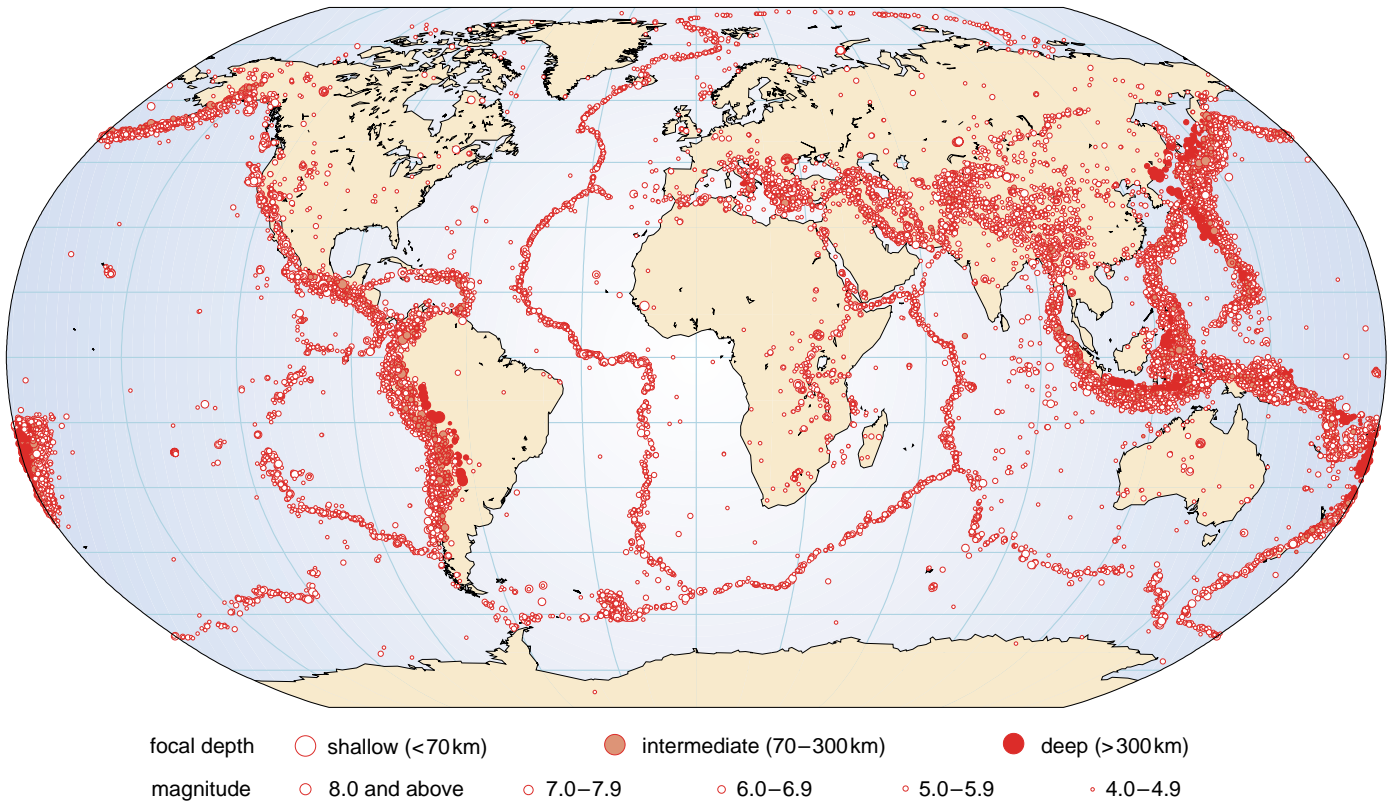 focal depth shallow (<70 km) intermediate (70–300 km) deep (>300 km)
magnitude 8.0 and above 7.0–7.9 6.0–6.9 5.0–5.9 4.0–4.9